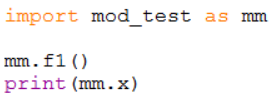 import mod_test as mm
mm.f1()
print(mm.x)